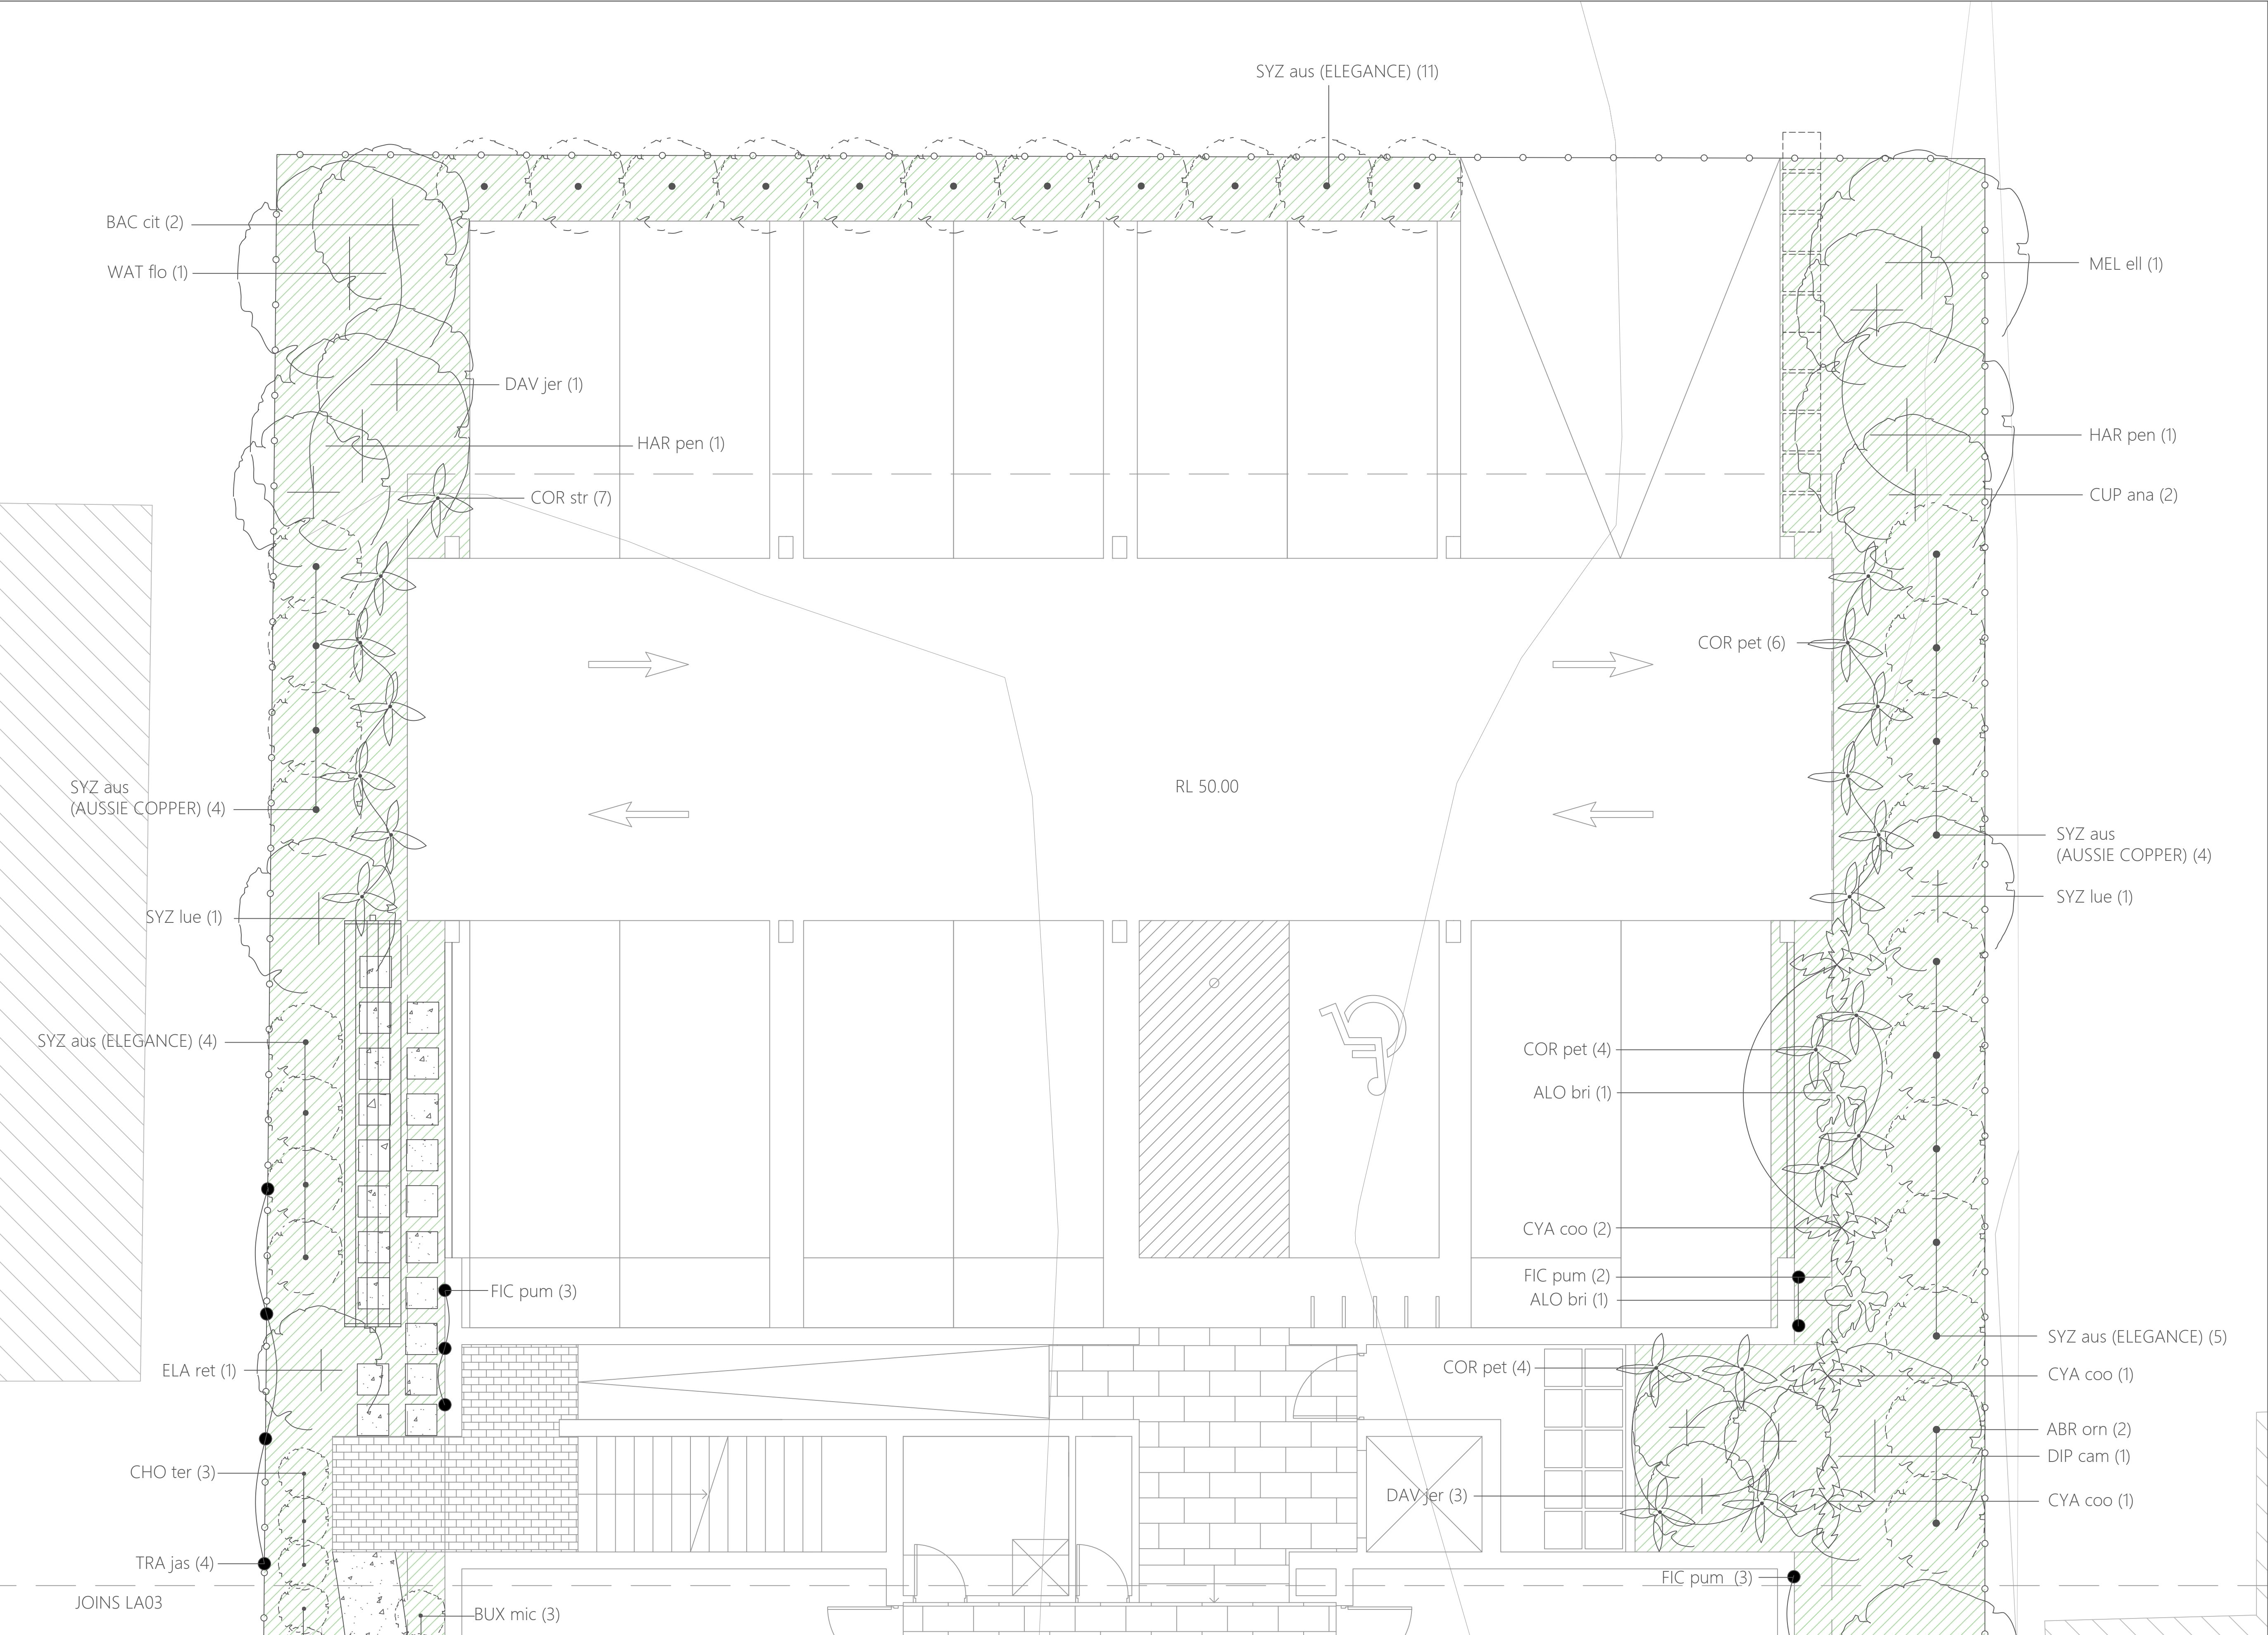 SYZ aus (ELEGANCE) (11)
BAC cit (2)
WAT flo (1)
MEL ell (1)
DAV jer (1)
HAR pen (1)
HAR pen (1)
COR str (7)
CUP ana (2)
COR pet (6)
RL 50.00
SYZ aus
(AUSSIE COPPER) (4)
SYZ aus
(AUSSIE COPPER) (4)
SYZ lue (1)
SYZ lue (1)
SYZ aus (ELEGANCE) (4)
COR pet (4)
ALO bri (1)
CYA coo (2)
FIC pum (3)
FIC pum (2)
ALO bri (1)
SYZ aus (ELEGANCE) (5)
ELA ret (1)
COR pet (4)
CYA coo (1)
ABR orn (2)
DIP cam (1)
CHO ter (3)
DAV jer (3)
CYA coo (1)
TRA jas (4)
FIC pum (3)
JOINS LA03
BUX mic (3)